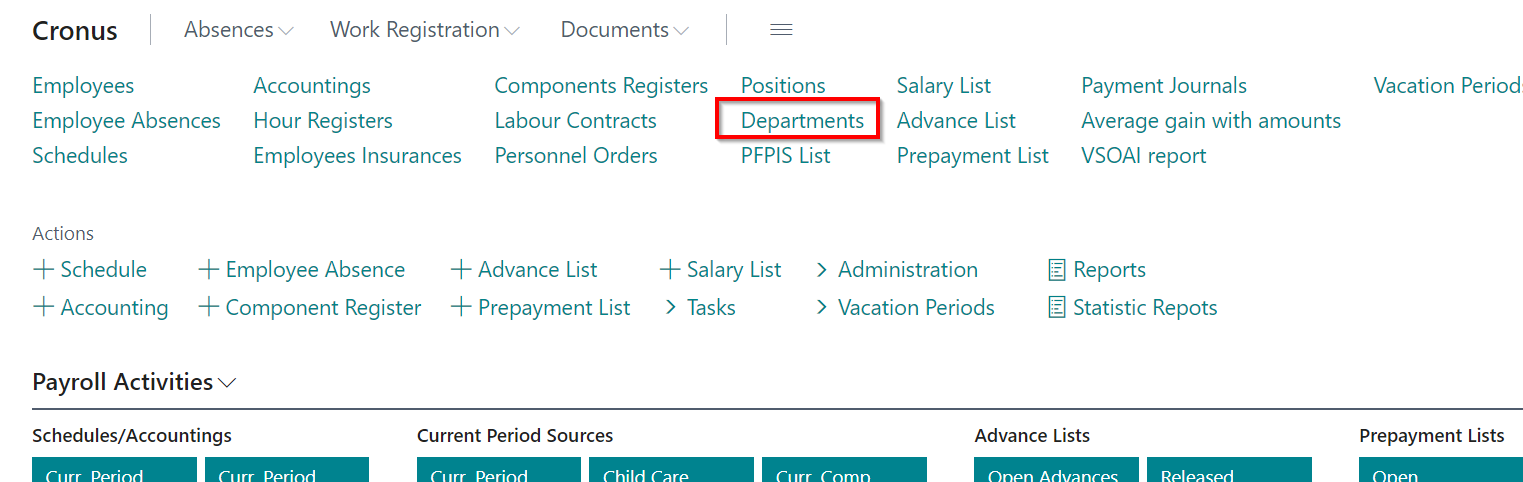 Cronus Absences Work Registration Documents
Employees Accountings Components Registers Positions Salary List Payment Journals Vacation Periods
Employee Absences Hour Registers Labour Contracts Departments Advance List Average gain with amounts
Schedules Employees Insurances Personnel Orders PFPIS List Prepayment List VSOAI report
Actions
Schedule Employee Absence Advance List Salary List Administration Reports
Accounting Component Register Prepayment List Tasks Vacation Periods Statistic Repots
Payroll Activities
Schedules/Accountings Current Period Sources Advance Lists Prepayment Lists
Curr. Period Curr. Period Curr. Period Child Care Curr. Comp. Open Advances Released Open